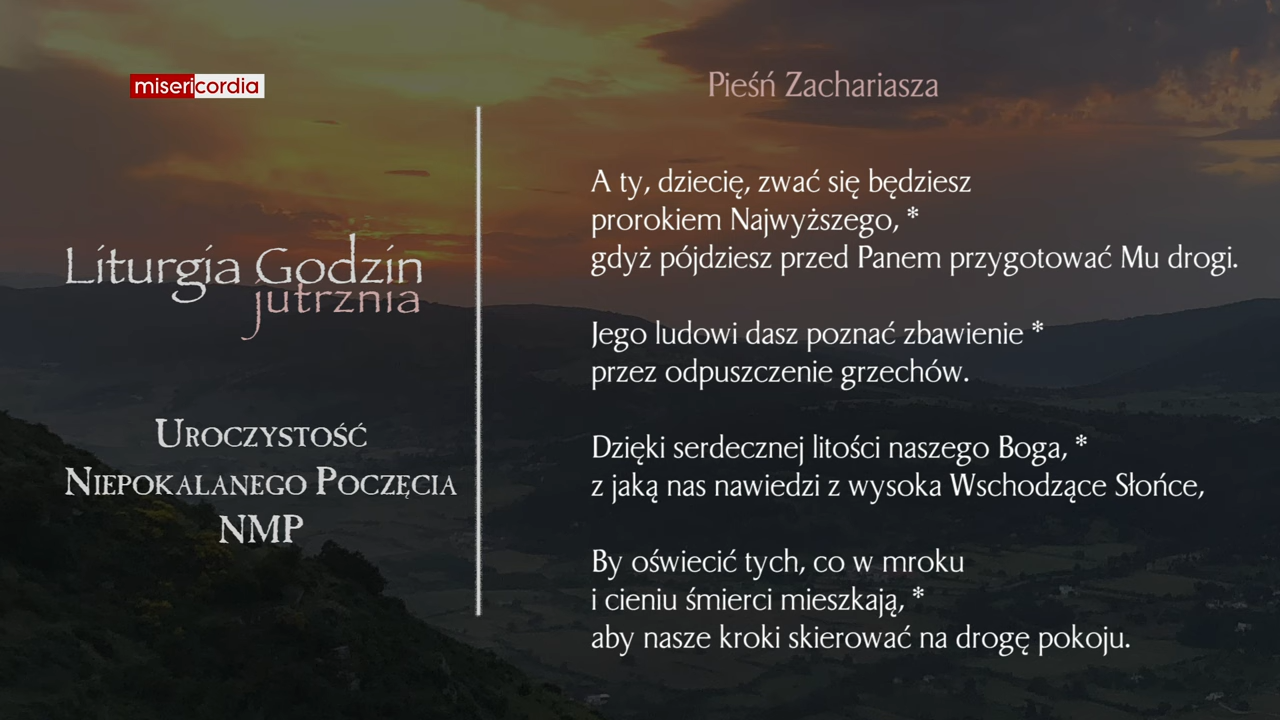 misericordia
Liturgia Godzin
jutrznia
Uroczystość
Niepokalanego Poczęcia
NMP
Pieśń Zachariasza
A ty, dziecię, zwać się będziesz
prorokiem Najwyższego, *
gdyż pójdziesz przed Panem przygotować Mu drogi.
Jego ludowi dasz poznać zbawienie *
przez odpuszczenie grzechów.
Dzięki serdecznej litości naszego Boga, *
z jaką nas nawiedzi z wysoka Wschodzące Słońce,
By oświecić tych, co w mroku
i cieniu śmierci mieszkają, *
aby nasze kroki skierować na drogę pokoju.